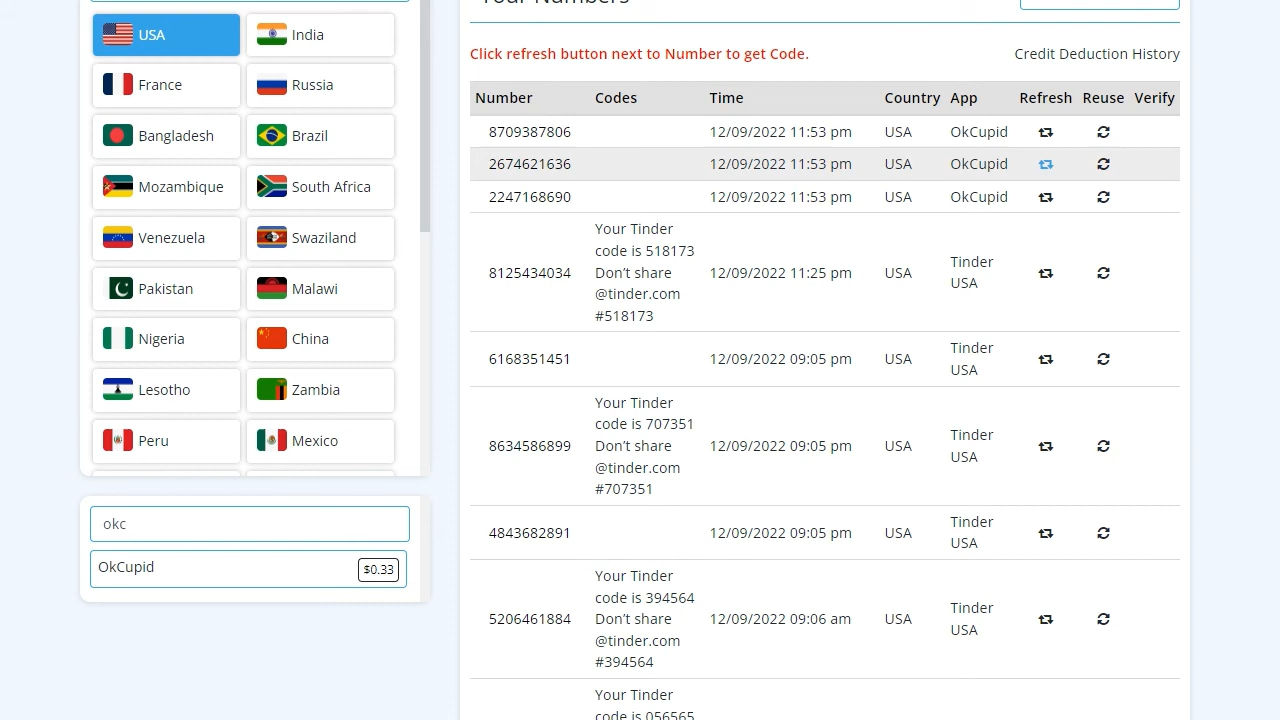 Your Numbers
USA
India
France
Russia
Bangladesh
Brazil
Mozambique
South Africa
Venezuela
Swaziland
Pakistan
Malawi
Nigeria
China
Lesotho
Zambia
Peru
Mexico
okc
OkCupid $0.33
Click refresh button next to Number to get Code.
Credit Deduction History
Number Codes Time Country App Refresh Reuse Verify
8709387806 12/09/2022 11:53 pm USA OkCupid
2674621636 12/09/2022 11:53 pm USA OkCupid
2247168690 12/09/2022 11:53 pm USA OkCupid
Your Tinder
code is 518173
Don't share
@tinder.com
#518173
8125434034 12/09/2022 11:25 pm USA
Tinder
USA
6168351451 12/09/2022 09:05 pm USA
Tinder
USA
Your Tinder
code is 707351
Don't share
@tinder.com
#707351
8634586899 12/09/2022 09:05 pm USA
Tinder
USA
4843682891 12/09/2022 09:05 pm USA
Tinder
USA
Your Tinder
code is 394564
Don't share
@tinder.com
#394564
5206461884 12/09/2022 09:06 am USA
Tinder
USA
Your Tinder
code is 056565